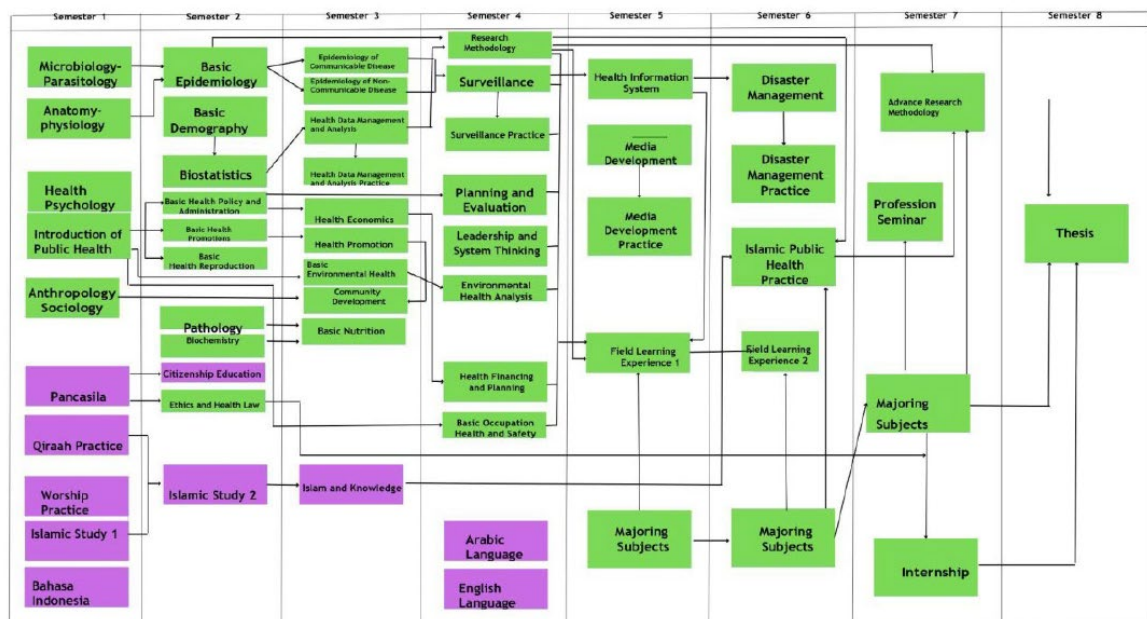 Semester 1
Semester 2
Semester 3
Semester 4
Semester 5
Semester 6
Semester 7
Semester 8
Microbiology-
Parasitology
Anatomy-
physiology
Health
Psychology
Introduction of
Public Health
Anthropology
Sociology
Pancasila
Qiraah Practice
Worship
Practice
Islamic Study 1
Bahasa
Indonesia
Basic
Epidemiology
Basic
Demography
Biostatistics
Basic Health Policy and
Administration
Basic Health
Promotions
Basic
Health Reproduction
Pathology
Biochemistry
Citizenship Education
Ethics and Health Law
Islamic Study 2
Epidemiology of
Communicable Disease
Epidemiology of Non-
Communicable Disease
Health Data Management
and Analysis
Health Data Management
and Analysis Practice
Health Economics
Health Promotion
Basic
Environmental Health
Community
Development
Basic Nutrition
Islam and Knowledge
Research
Methodology
Surveillance
Surveillance Practice
Planning and
Evaluation
Leadership and
System Thinking
Environmental
Health Analysis
Health Financing
and Planning
Basic Occupation
Health and Safety
Arabic
Language
English
Language
Health Information
System
Media
Development
Media
Development
Practice
Field Learning
Experience 1
Majoring
Subjects
Disaster
Management
Disaster
Management
Practice
Islamic Public
Health
Practice
Field Learning
Experience 2
Majoring
Subjects
Advance Research
Methodology
Profession
Seminar
Majoring
Subjects
Internship
Thesis